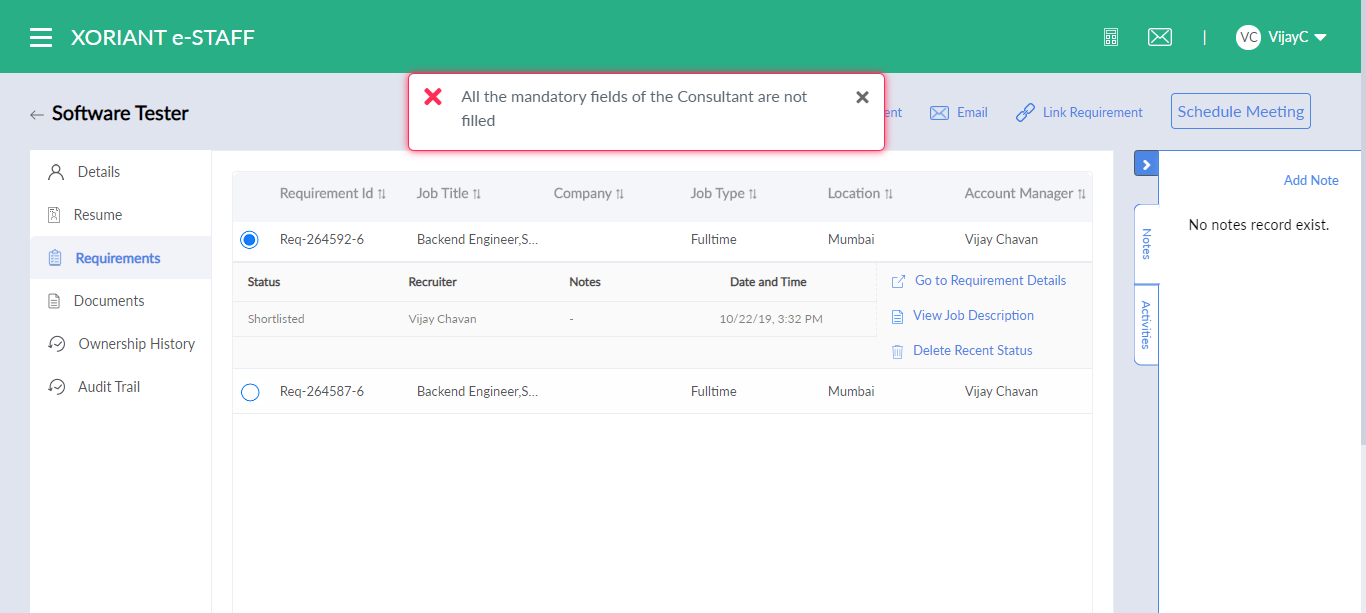 XORIANT e-STAFF
VC VijayC
All the mandatory fields of the Consultant are not
filled
Software Tester
Email
Link Requirement
Schedule Meeting
Details
Resume
Requirements
Documents
Ownership History
Audit Trail
Requirement Id Job Title Company Job Type Location Account Manager
Req-264592-6 Backend Engineer,S... Fulltime Mumbai Vijay Chavan
Status Recruiter Notes Date and Time
Shortlisted Vijay Chavan - 10/22/19, 3:32 PM
Go to Requirement Details
View Job Description
Delete Recent Status
Req-264587-6 Backend Engineer,S... Fulltime Mumbai Vijay Chavan
Add Note
No notes record exist.
Notes
Activities